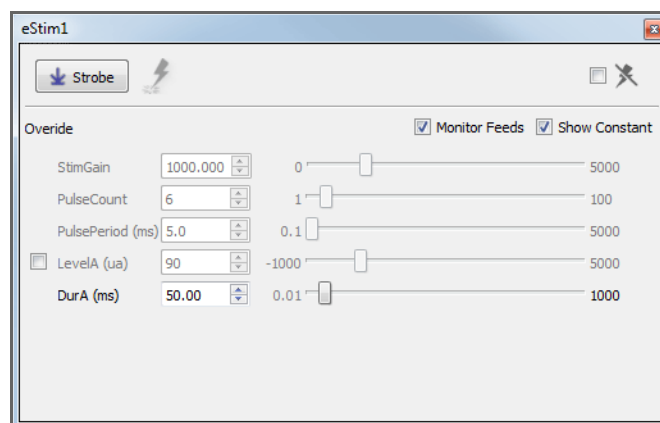 eStim1
Strobe
Overide Monitor Feeds Show Constant
StimGain 1000.000 0 5000
PulseCount 6 1 100
PulsePeriod (ms) 5.0 0.1 5000
LevelA (ua) 90 -1000 5000
DurA (ms) 50.00 0.01 1000